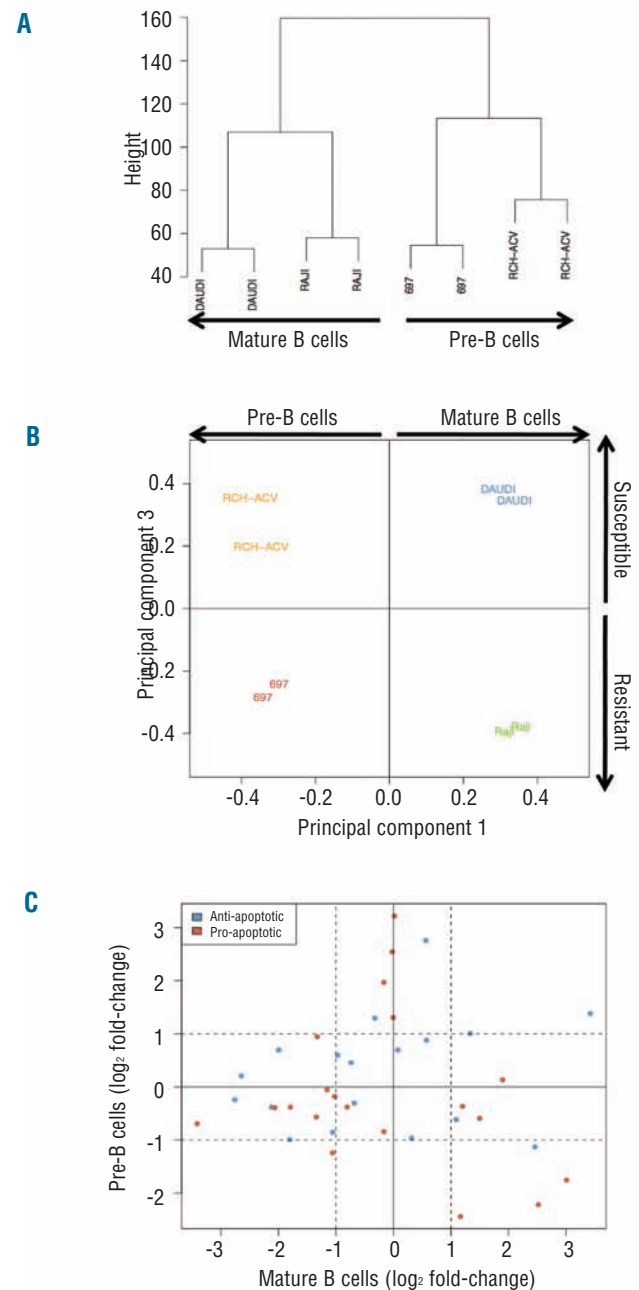 A
160
140
120
100
80
60
40
Height
DAUDI
DAUDI
RAJI
RAJI
697
697
RCH-ACV
RCH-ACV
Mature B cells
Pre-B cells
B
Pre-B cells
Mature B cells
0.4
0.2
0.0
-0.2
-0.4
Principal component 3
RCH-ACV
RCH-ACV
DAUDI
DAUDI
697
697
Raji
Raji
Susceptible
Resistant
-0.4
-0.2
0.0
0.2
0.4
Principal component 1
C
Anti-apoptotic
Pro-apoptotic
3
2
1
0
-1
-2
Pre-B cells (log₂ fold-change)
-3
-2
-1
0
1
2
3
Mature B cells (log₂ fold-change)